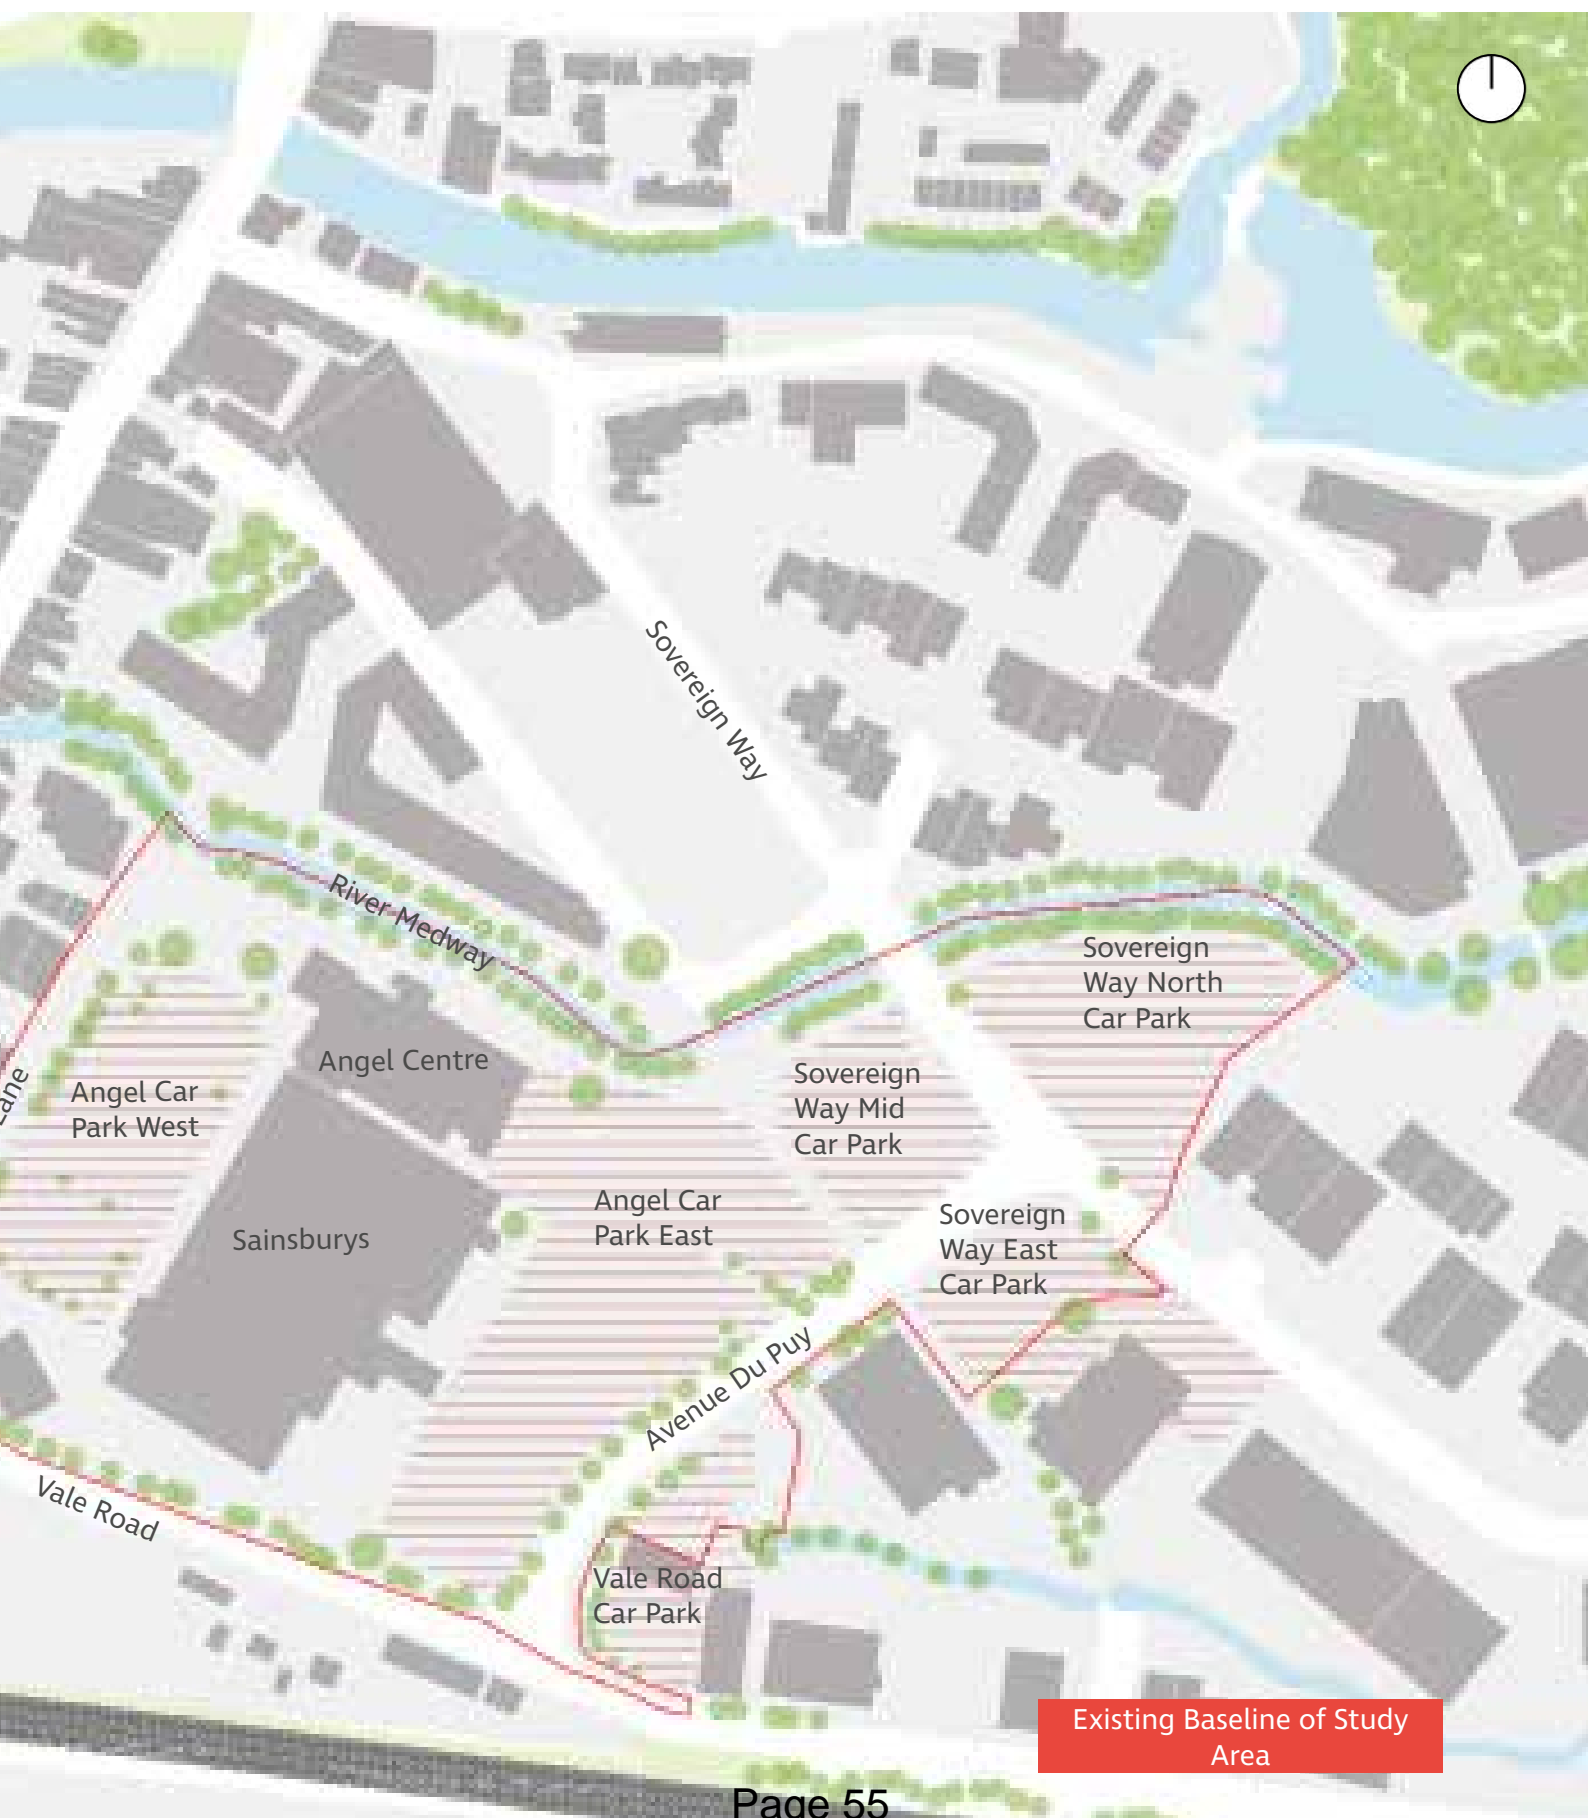 Sovereign Way
River Medway
Sovereign
Way North
Car Park
Angel Centre
Sovereign
Way Mid
Car Park
Lane
Angel Car
Park West
Angel Car
Park East
Sovereign
Way East
Car Park
Sainsburys
Avenue Du Puy
Vale Road
Vale Road
Car Park
Existing Baseline of Study
Area
Page 55